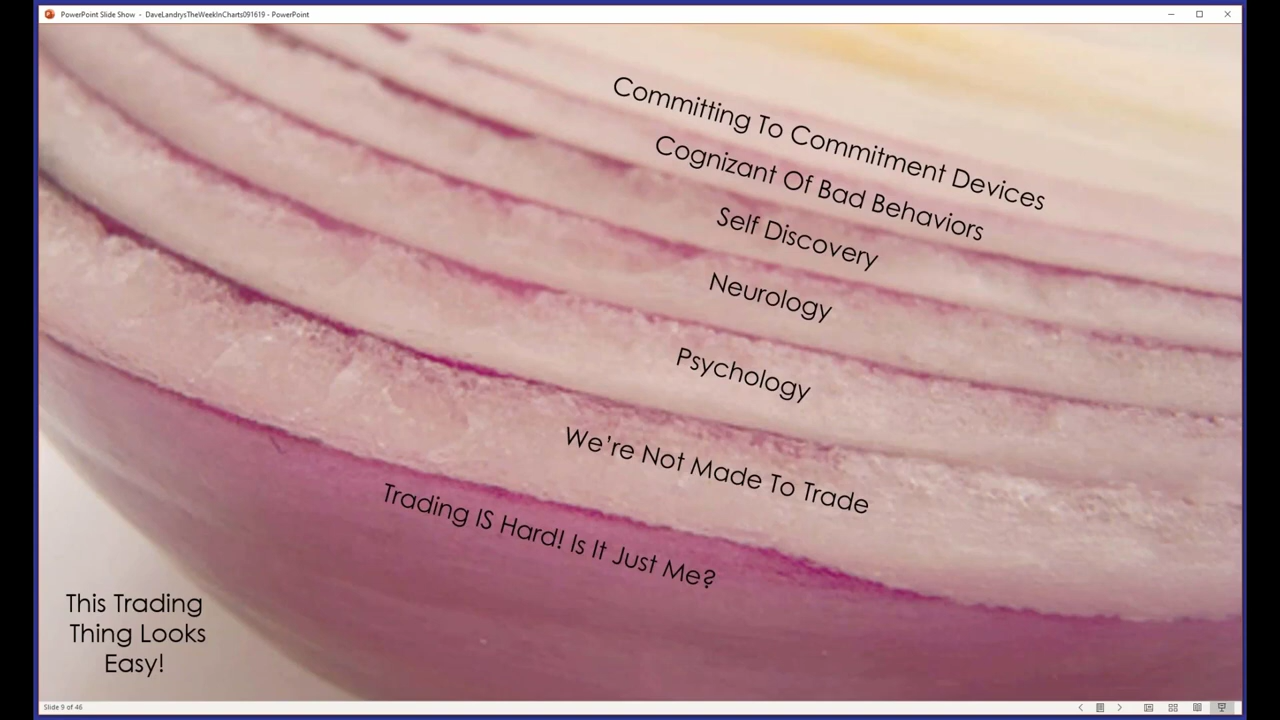 PowerPoint Slide Show - DaveLandrysTheWeekInCharts091619 - PowerPoint
Committing To Commitment Devices
Cognizant Of Bad Behaviors
Self Discovery
Neurology
Psychology
We're Not Made To Trade
Trading IS Hard! Is It Just Me?
This Trading
Thing Looks
Easy!
Slide 9 of 46